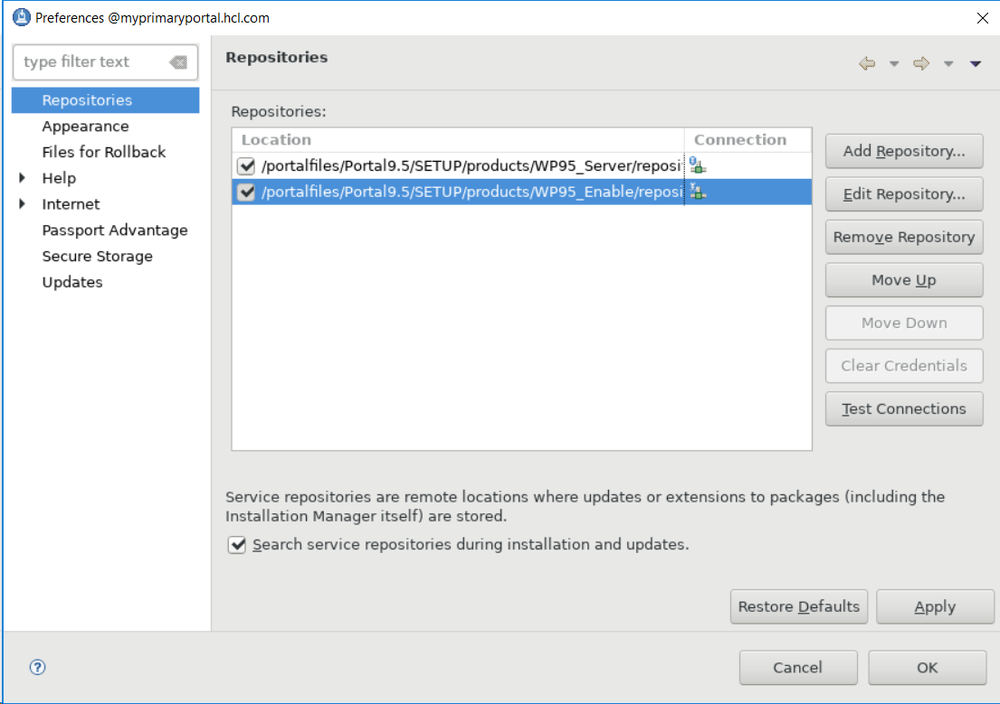 Preferences @myprimaryportal.hcl.com
type filter text
Repositories
Appearance
Files for Rollback
Help
Internet
Passport Advantage
Secure Storage
Updates
Repositories
Repositories:
Location Connection
/portalfiles/Portal9.5/SETUP/products/WP95_Server/reposi
/portalfiles/Portal9.5/SETUP/products/WP95_Enable/reposi
Add Repository...
Edit Repository...
Remove Repository
Move Up
Move Down
Clear Credentials
Test Connections
Service repositories are remote locations where updates or extensions to packages (including the
Installation Manager itself) are stored.
Search service repositories during installation and updates.
Restore Defaults Apply
? Cancel OK